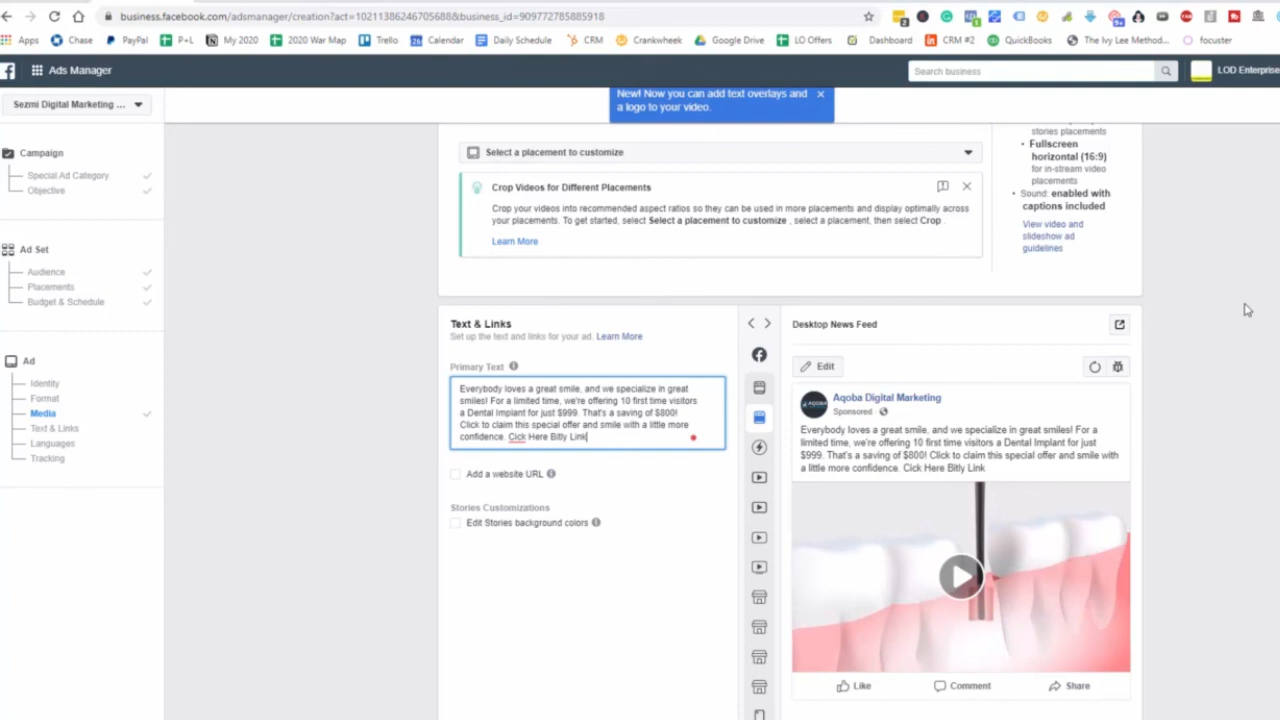 business.facebook.com/adsmanager/creation?act=10211386246705688&business_id=909772785885918
Apps Chase PayPal P+L My 2020 2020 War Map Trello Calendar Daily Schedule CRM Crankwheek Google Drive LO Offers Dashboard CRM #2 QuickBooks The Ivy Lee Method... focuster
Ads Manager
Search business
LOD Enterprise
Sezmi Digital Marketing ...
New! Now you can add text overlays and
a logo to your video.
Campaign
Special Ad Category
Objective
Ad Set
Audience
Placements
Budget & Schedule
Ad
Identity
Format
Media
Text & Links
Languages
Tracking
Select a placement to customize
Crop Videos for Different Placements
Crop your videos into recommended aspect ratios so they can be used in more placements and display optimally across
your placements. To get started, select Select a placement to customize , select a placement, then select Crop .
Learn More
stories placements
• Fullscreen
horizontal (16:9)
for in-stream video
placements
• Sound: enabled with
captions included
View video and
slideshow ad
guidelines
Text & Links
Set up the text and links for your ad. Learn More
Primary Text
Everybody loves a great smile, and we specialize in great
smiles! For a limited time, we're offering 10 first time visitors
a Dental Implant for just $999. That's a saving of $800!
Click to claim this special offer and smile with a little more
confidence. Cick Here Bitly Link
Add a website URL
Stories Customizations
Edit Stories background colors
Desktop News Feed
Edit
Aqoba Digital Marketing
Sponsored ·
Everybody loves a great smile, and we specialize in great smiles! For a
limited time, we're offering 10 first time visitors a Dental Implant for just
$999. That's a saving of $800! Click to claim this special offer and smile with
a little more confidence. Cick Here Bitly Link
Like Comment Share